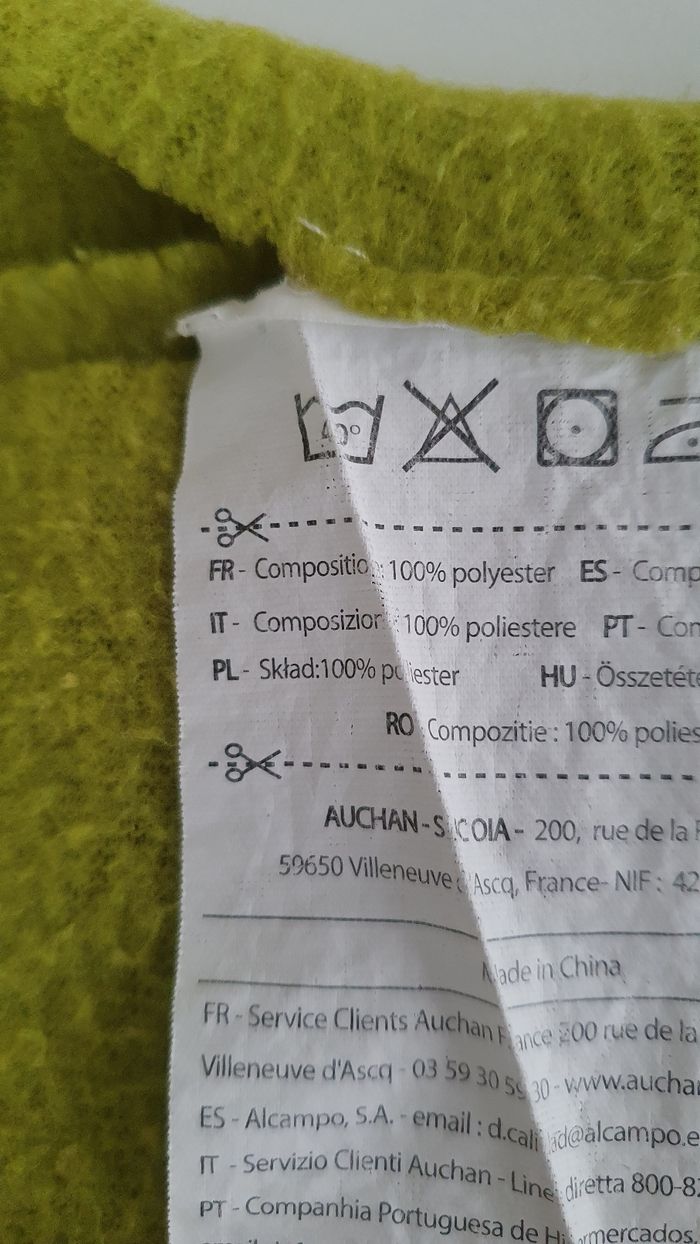 40°
FR - Composition : 100% polyester ES - Comp
IT - Composizion : 100% poliestere PT - Com
PL - Skład:100% poliester HU - Összetéte
RO Compozitie : 100% polies
AUCHAN - S COIA - 200, rue de la
59650 Villeneuve d'Ascq, France- NIF : 42
Made in China
FR - Service Clients Auchan France 200 rue de la
Villeneuve d'Ascq - 03 59 30 59 30 - www.auchan
ES - Alcampo, S.A. - email : d.calidad@alcampo.e
IT - Servizio Clienti Auchan - Linea diretta 800-8
PT - Companhia Portuguesa de Hipermercados,